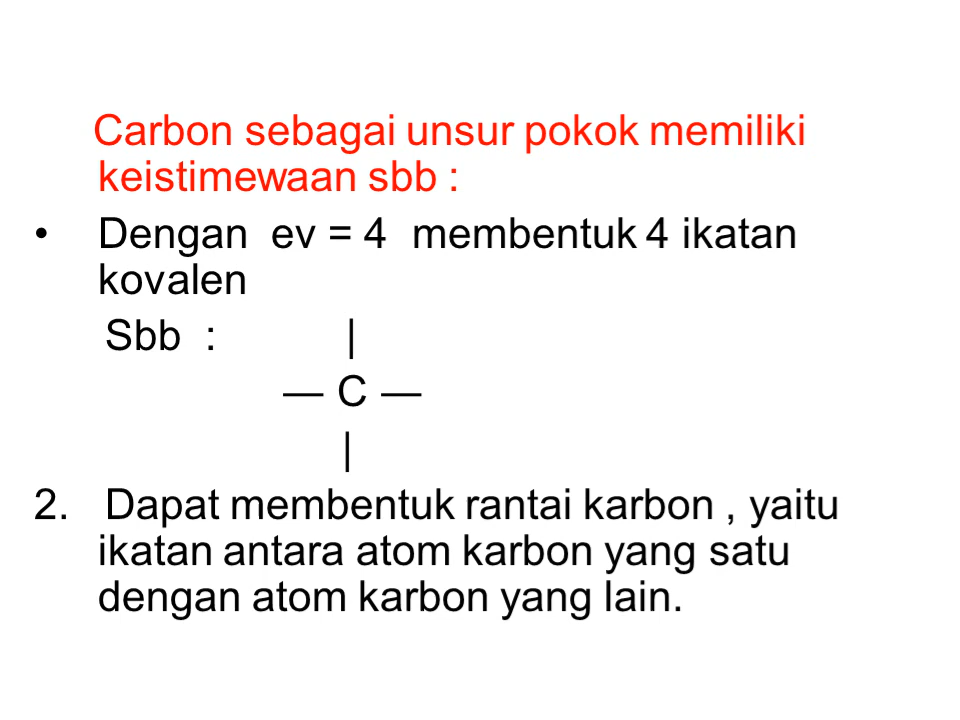 Carbon sebagai unsur pokok memiliki
keistimewaan sbb :
• Dengan ev = 4 membentuk 4 ikatan
kovalen
Sbb : |
— C —
|
2. Dapat membentuk rantai karbon , yaitu
ikatan antara atom karbon yang satu
dengan atom karbon yang lain.